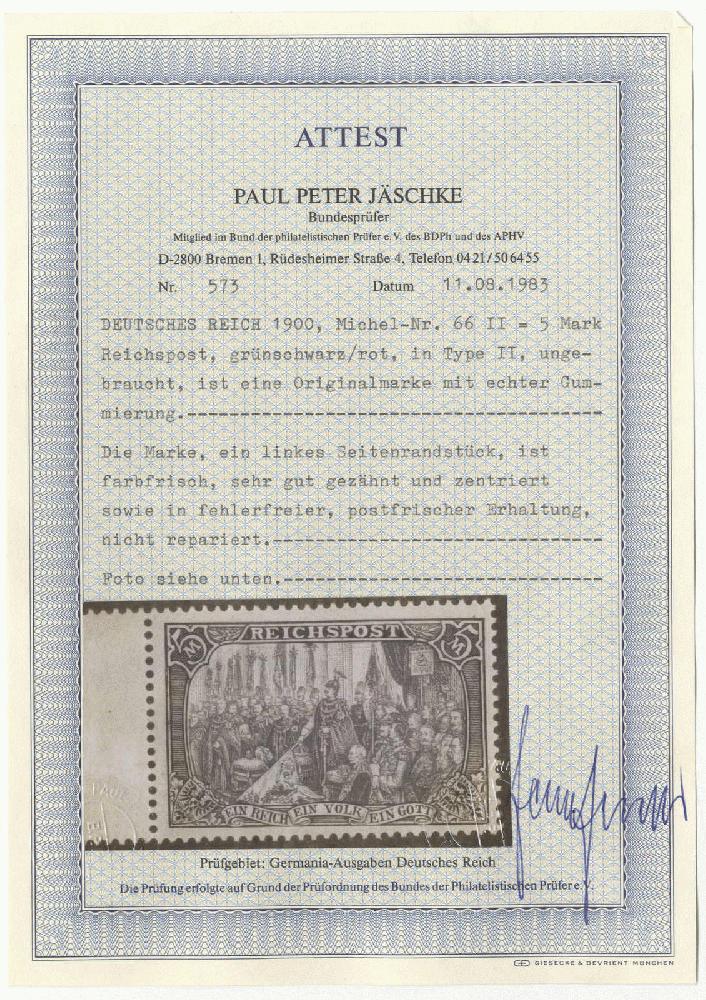 ATTEST
PAUL PETER JÄSCHKE
Bundesprüfer
Mitglied im Bund der philatelistischen Prüfer e. V. des BDPh und des APHV
D-2800 Bremen 1, Rüdesheimer Straße 4, Telefon 0421/506455
Nr. 573 Datum 11.08.1983
DEUTSCHES REICH 1900, Michel-Nr. 66 II = 5 Mark
Reichspost, grünschwarz/rot, in Type II, unge-
braucht, ist eine Originalmarke mit echter Gum-
mierung.-----------------------------------
Die Marke, ein linkes Seitenrandstück, ist
farbfrisch, sehr gut gezähnt und zentriert
sowie in fehlerfreier, postfrischer Erhaltung,
nicht repariert.---------------------------
Foto siehe unten.--------------------------
M REICHSPOST 5 M
EIN REICH EIN VOLK EIN GOTT
PAUL
Prüfgebiet: Germania-Ausgaben Deutsches Reich
Die Prüfung erfolgte auf Grund der Prüfordnung des Bundes der Philatelistischen Prüfer e. V.
GIESECKE & DEVRIENT MÜNCHEN